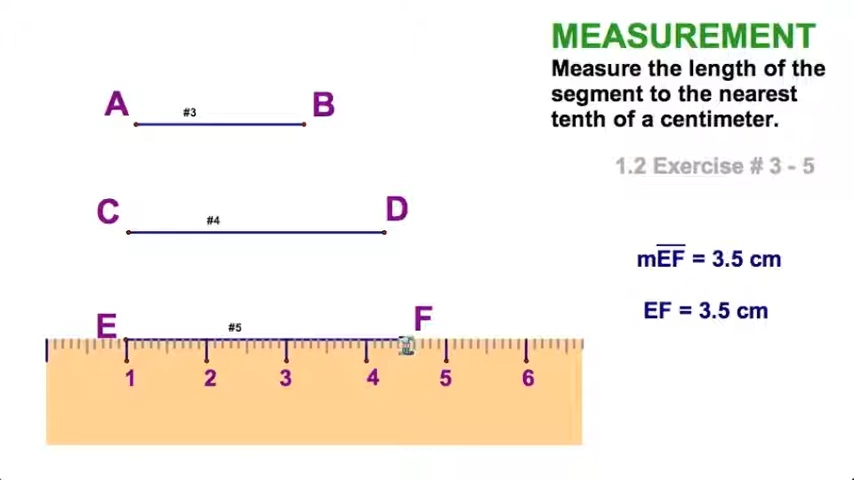 MEASUREMENT
Measure the length of the
segment to the nearest
tenth of a centimeter.
1.2 Exercise # 3 - 5
A #3 B
C #4 D
E #5 F
1 2 3 4 5 6
mEF = 3.5 cm
EF = 3.5 cm